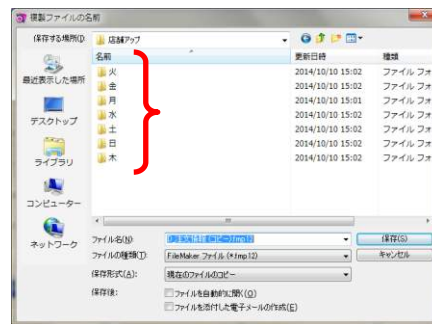 複製ファイルの名前
保存する場所(I): 店舗アップ
名前 更新日時 種類
火 2014/10/10 15:02 ファイル フォ
金 2014/10/10 15:02 ファイル フォ
月 2014/10/10 15:01 ファイル フォ
水 2014/10/10 15:02 ファイル フォ
土 2014/10/10 15:02 ファイル フォ
日 2014/10/10 15:02 ファイル フォ
木 2014/10/10 15:02 ファイル フォ
最近表示した場所
デスクトップ
ライブラリ
コンピューター
ネットワーク
ファイル名(N): コピー).fmp12
保存(S)
ファイルの種類(T): FileMaker ファイル (*.fmp12)
キャンセル
保存形式(A): 現在のファイルのコピー
保存後: ファイルを自動的に開く(O)
ファイルを添付した電子メールの作成(E)